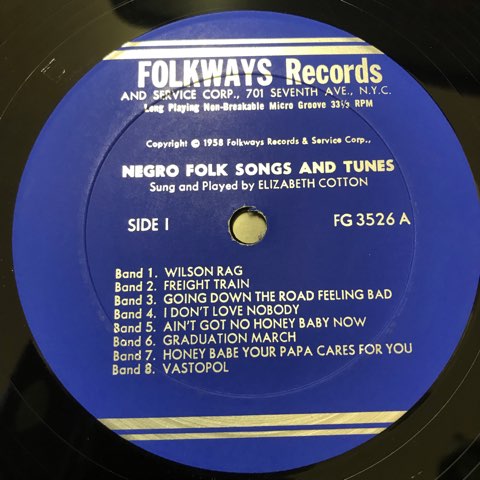 FOLKWAYS Records
AND SERVICE CORP., 701 SEVENTH AVE., N.Y.C.
Long Playing Non-Breakable Micro Groove 33⅓ RPM
Copyright © 1958 Folkways Records & Service Corp.,
NEGRO FOLK SONGS AND TUNES
Sung and Played by ELIZABETH COTTON
SIDE I FG 3526 A
Band 1. WILSON RAG
Band 2. FREIGHT TRAIN
Band 3. GOING DOWN THE ROAD FEELING BAD
Band 4. I DON'T LOVE NOBODY
Band 5. AIN'T GOT NO HONEY BABY NOW
Band 6. GRADUATION MARCH
Band 7. HONEY BABE YOUR PAPA CARES FOR YOU
Band 8. VASTOPOL